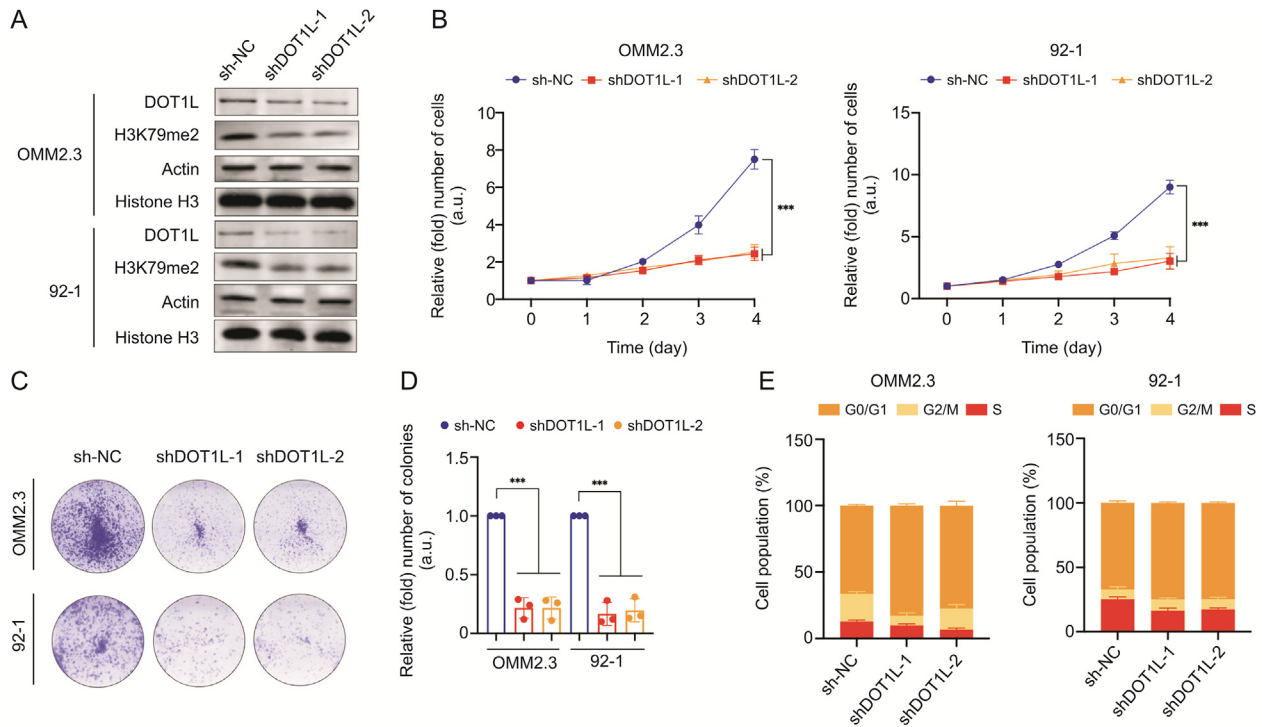 A
sh-NC
shDOT1L-1
shDOT1L-2
OMM2.3
DOT1L
H3K79me2
Actin
Histone H3
92-1
DOT1L
H3K79me2
Actin
Histone H3
B
OMM2.3
sh-NC shDOT1L-1 shDOT1L-2
Relative (fold) number of cells
(a.u.)
10
8
6
4
2
0
***
0 1 2 3 4
Time (day)
92-1
sh-NC shDOT1L-1 shDOT1L-2
Relative (fold) number of cells
(a.u.)
15
10
5
0
***
0 1 2 3 4
Time (day)
C
sh-NC shDOT1L-1 shDOT1L-2
OMM2.3
92-1
D
sh-NC shDOT1L-1 shDOT1L-2
Relative (fold) number of colonies
(a.u.)
1.5
1.0
0.5
0
*** ***
OMM2.3 92-1
E
OMM2.3
G0/G1 G2/M S
Cell population (%)
150
100
50
0
sh-NC
shDOT1L-1
shDOT1L-2
92-1
G0/G1 G2/M S
Cell population (%)
150
100
50
0
sh-NC
shDOT1L-1
shDOT1L-2